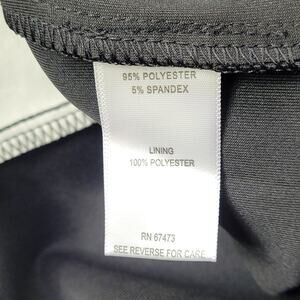 95% POLYESTER
5% SPANDEX
LINING
100% POLYESTER
RN 67473
SEE REVERSE FOR CARE